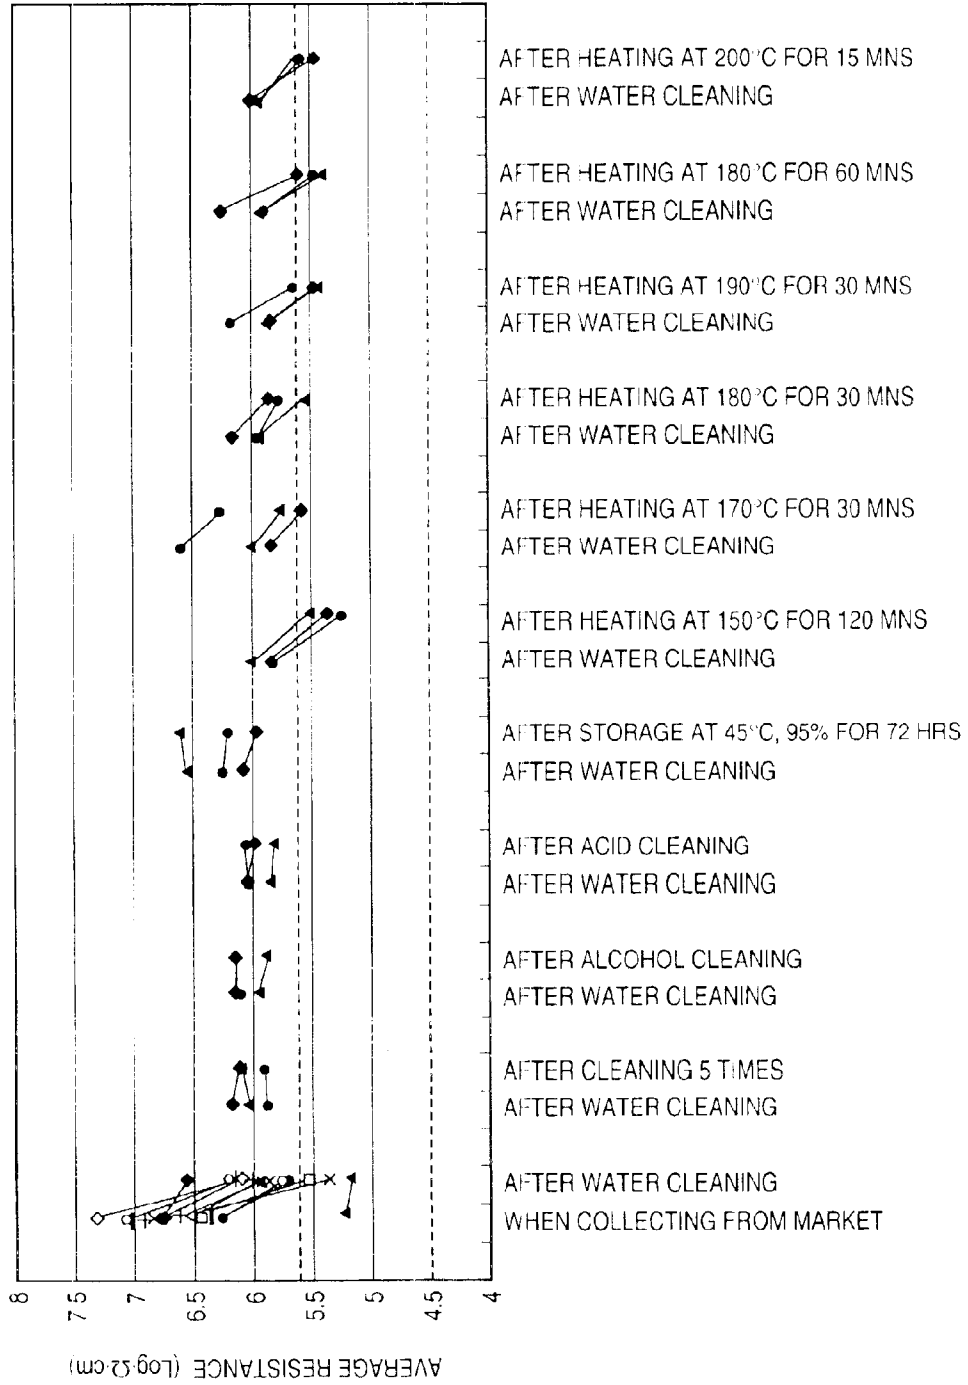 AFTER HEATING AT 200°C FOR 15 MNS
AFTER WATER CLEANING
AFTER HEATING AT 180°C FOR 60 MNS
AFTER WATER CLEANING
AFTER HEATING AT 190°C FOR 30 MNS
AFTER WATER CLEANING
AFTER HEATING AT 180°C FOR 30 MNS
AFTER WATER CLEANING
AFTER HEATING AT 170°C FOR 30 MNS
AFTER WATER CLEANING
AFTER HEATING AT 150°C FOR 120 MNS
AFTER WATER CLEANING
AFTER STORAGE AT 45°C, 95% FOR 72 HRS
AFTER WATER CLEANING
AFTER ACID CLEANING
AFTER WATER CLEANING
AFTER ALCOHOL CLEANING
AFTER WATER CLEANING
AFTER CLEANING 5 TIMES
AFTER WATER CLEANING
AFTER WATER CLEANING
WHEN COLLECTING FROM MARKET
8
7.5
7
6.5
6
5.5
5
4.5
4
AVERAGE RESISTANCE (Log·Ω·cm)